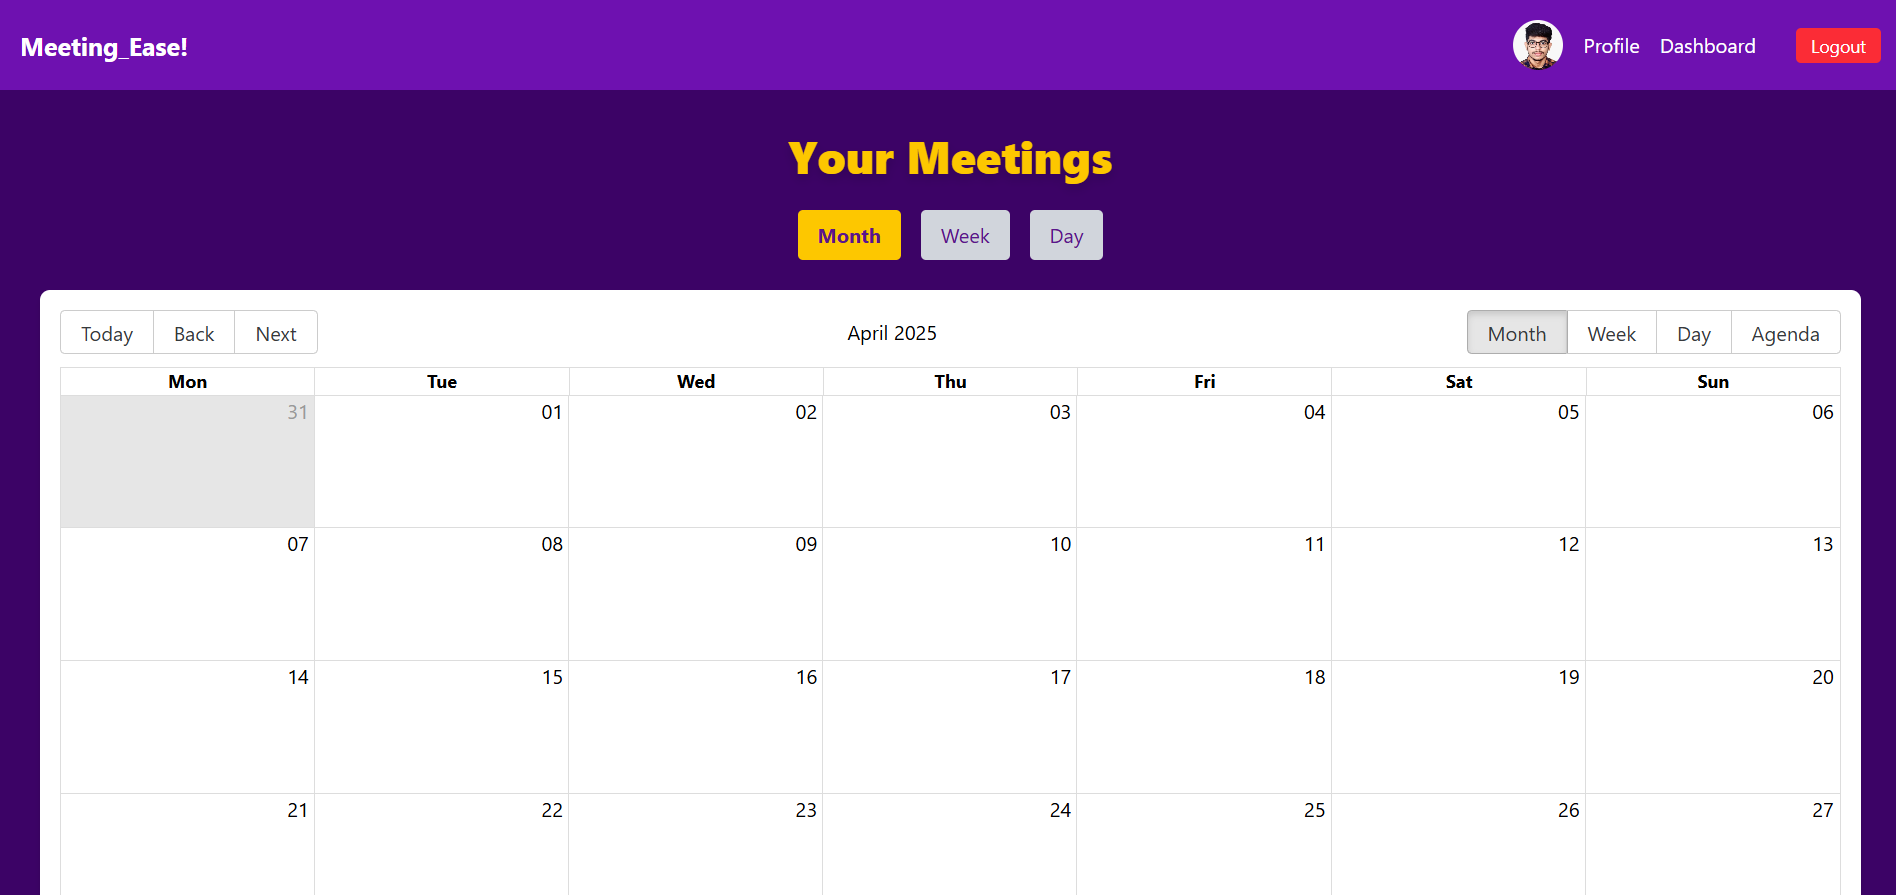 Meeting_Ease! Profile Dashboard Logout
Your Meetings
Month Week Day
Today Back Next April 2025 Month Week Day Agenda
Mon Tue Wed Thu Fri Sat Sun
31 01 02 03 04 05 06
07 08 09 10 11 12 13
14 15 16 17 18 19 20
21 22 23 24 25 26 27